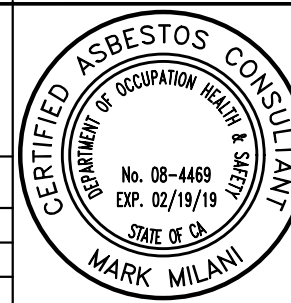 CERTIFIED ASBESTOS CONSULTANT
DEPARTMENT OF OCCUPATION HEALTH & SAFETY
No. 08-4469
EXP. 02/19/19
STATE OF CA
MARK MILANI